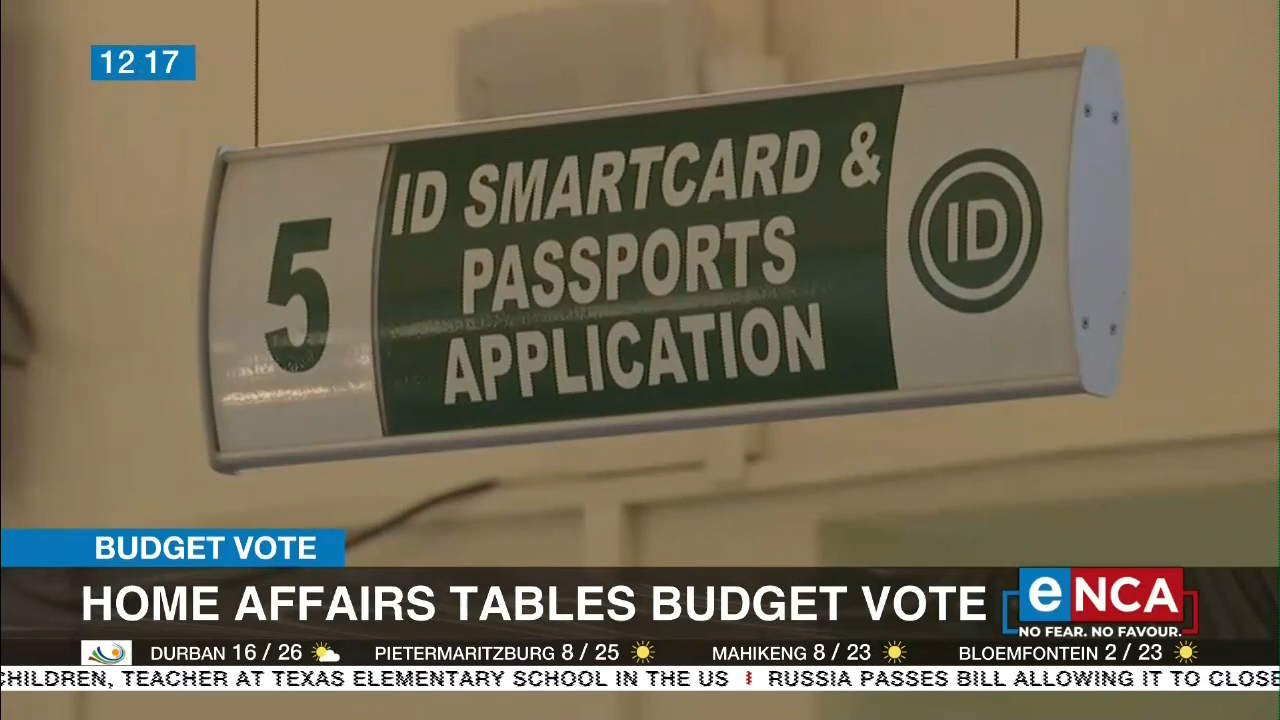 12 17
5
ID SMARTCARD &
PASSPORTS
APPLICATION
ID
BUDGET VOTE
HOME AFFAIRS TABLES BUDGET VOTE
eNCA
NO FEAR. NO FAVOUR.
DURBAN 16 / 26 PIETERMARITZBURG 8 / 25 MAHIKENG 8 / 23 BLOEMFONTEIN 2 / 23
CHILDREN, TEACHER AT TEXAS ELEMENTARY SCHOOL IN THE US RUSSIA PASSES BILL ALLOWING IT TO CLOSE